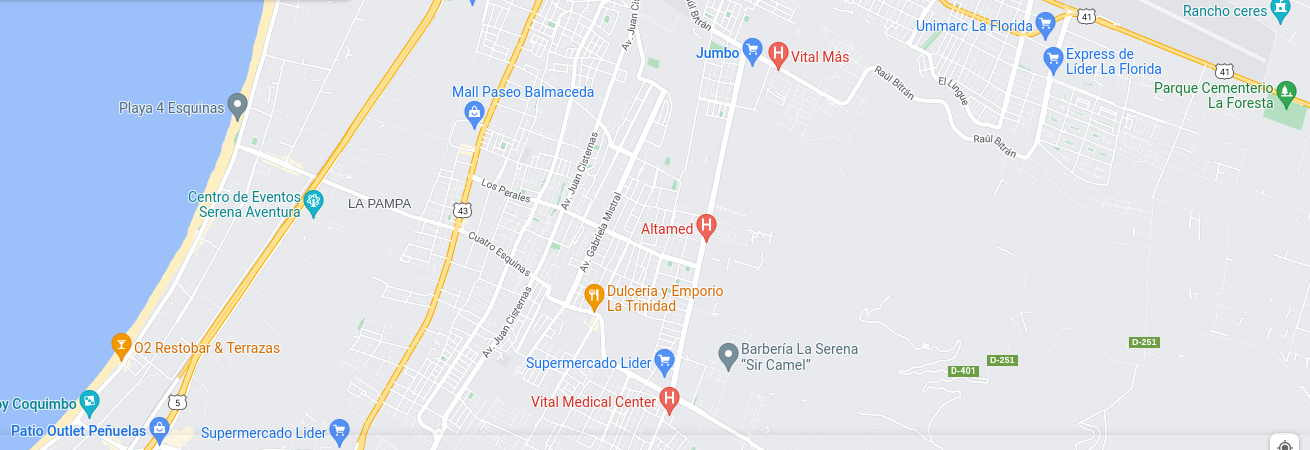 Rancho ceres
41
Unimarc La Florida
Av. Juan Cis
úl Bitrán
Jumbo
Vital Más
Express de
Líder La Florida
Raúl Bitrán
El Lingue
41
Parque Cementerio
La Foresta
Mall Paseo Balmaceda
Playa 4 Esquinas
Raúl Bitrán
Av. Juan Cisternas
Los Perales
Centro de Eventos
Serena Aventura
LA PAMPA
43
Av. Gabriela Mistral
Altamed
Cuatro Esquinas
Dulcería y Emporio
La Trinidad
Av. Juan Cisternas
O2 Restobar & Terrazas
D-251
Barbería La Serena
“Sir Camel”
D-251
Supermercado Lider
D-401
5
oy Coquimbo
Vital Medical Center
Patio Outlet Peñuelas
Supermercado Lider